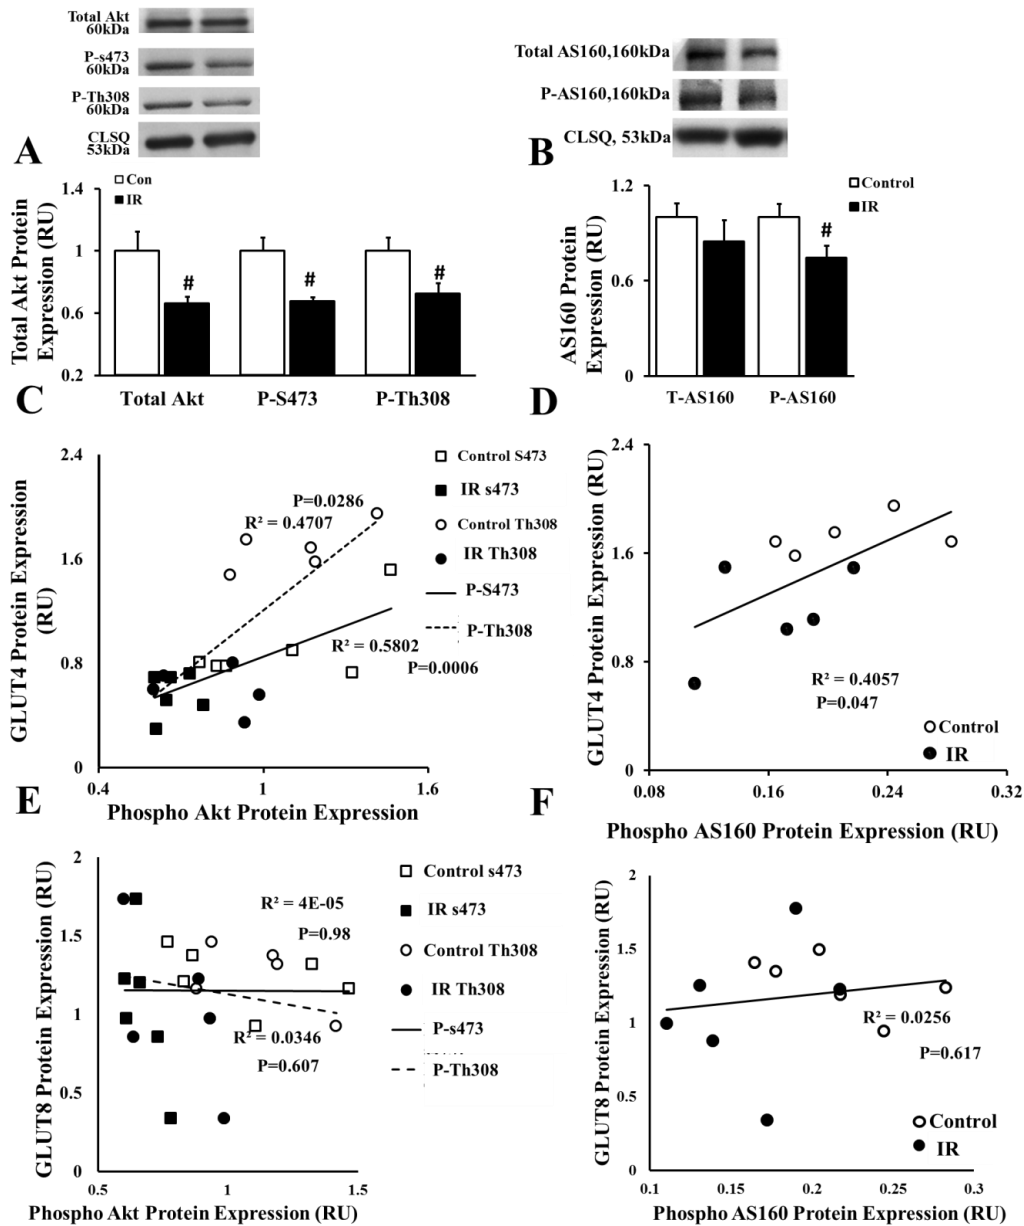 Total Akt
60kDa
P-s473
60kDa
P-Th308
60kDa
CLSQ
53kDa
A
Total AS160,160kDa
P-AS160,160kDa
CLSQ, 53kDa
B
Con
IR
Total Akt Protein
Expression (RU)
1.4
1
0.6
0.2
#
#
#
Total Akt
P-S473
P-Th308
C
Control
IR
AS160 Protein
Expression (RU)
1.2
0.6
0
#
T-AS160
P-AS160
D
GLUT4 Protein Expression
(RU)
2.4
1.6
0.8
0
0.4
1
1.6
P=0.0286
R² = 0.4707
R² = 0.5802
P=0.0006
Control S473
IR s473
Control Th308
IR Th308
P-S473
P-Th308
Phospho Akt Protein Expression
E
GLUT4 Protein Expression (RU)
2.4
1.6
0.8
0
0.08
0.16
0.24
0.32
R² = 0.4057
P=0.047
Control
IR
Phospho AS160 Protein Expression (RU)
F
GLUT8 Protein Expression (RU)
2
1.5
1
0.5
0
0.5
1
1.5
R² = 4E-05
P=0.98
R² = 0.0346
P=0.607
Control s473
IR s473
Control Th308
IR Th308
P-s473
P-Th308
Phospho Akt Protein Expression (RU)
GLUT8 Protein Expression (RU)
2
1.5
1
0.5
0
0.1
0.15
0.2
0.25
0.3
R² = 0.0256
P=0.617
Control
IR
Phospho AS160 Protein Expression (RU)